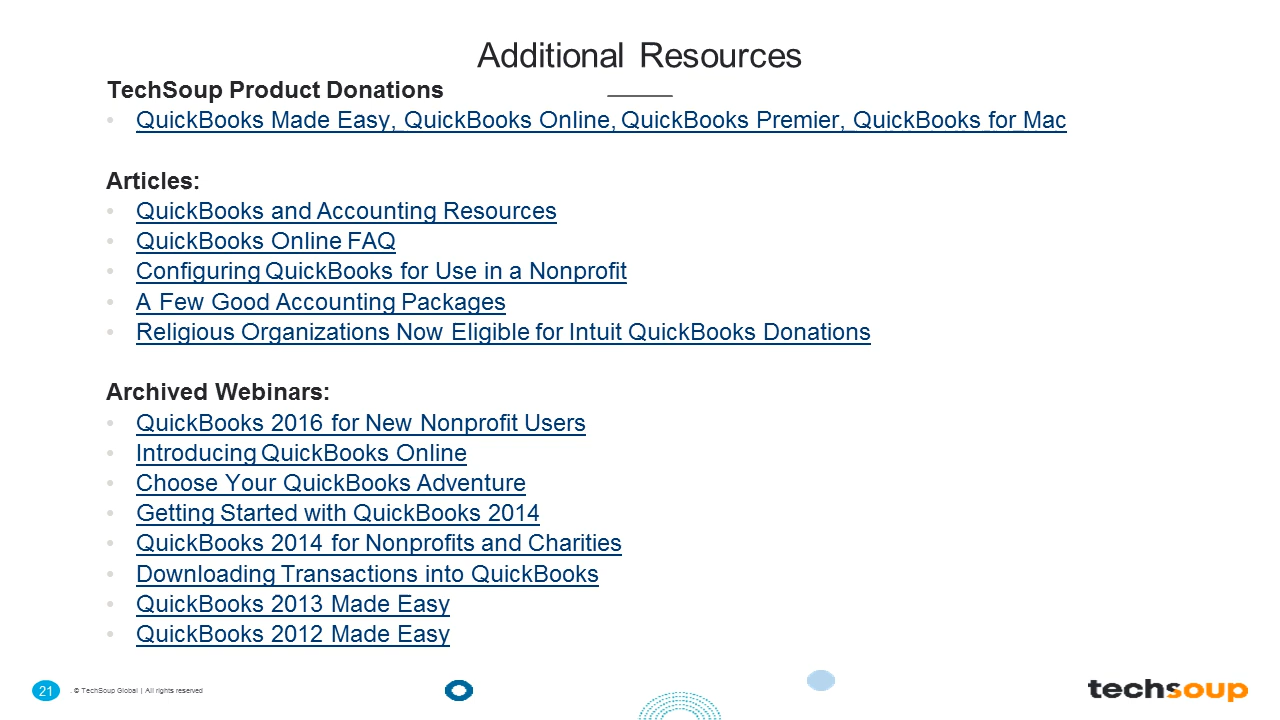 Additional Resources
TechSoup Product Donations
• QuickBooks Made Easy, QuickBooks Online, QuickBooks Premier, QuickBooks for Mac
Articles:
• QuickBooks and Accounting Resources
• QuickBooks Online FAQ
• Configuring QuickBooks for Use in a Nonprofit
• A Few Good Accounting Packages
• Religious Organizations Now Eligible for Intuit QuickBooks Donations
Archived Webinars:
• QuickBooks 2016 for New Nonprofit Users
• Introducing QuickBooks Online
• Choose Your QuickBooks Adventure
• Getting Started with QuickBooks 2014
• QuickBooks 2014 for Nonprofits and Charities
• Downloading Transactions into QuickBooks
• QuickBooks 2013 Made Easy
• QuickBooks 2012 Made Easy
21 . © TechSoup Global | All rights reserved
techsoup